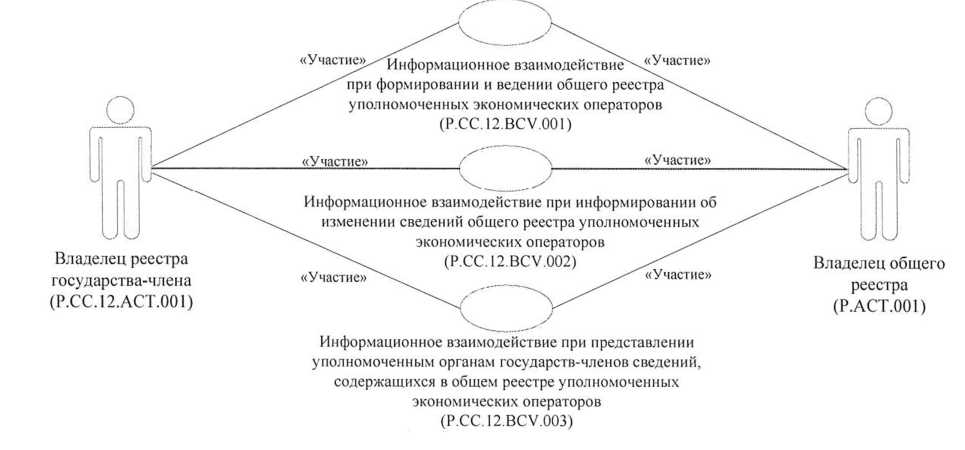 «Участие»
«Участие»
Информационное взаимодействие
при формировании и ведении общего реестра
уполномоченных экономических операторов
(P.CC.12.BCV.001)
«Участие»
«Участие»
Информационное взаимодействие при информировании об
изменении сведений общего реестра уполномоченных
экономических операторов
(P.CC.12.BCV.002)
Владелец реестра
государства-члена
(P.CC.12.ACT.001)
Владелец общего
реестра
(P.ACT.001)
«Участие»
«Участие»
Информационное взаимодействие при представлении
уполномоченным органам государств-членов сведений,
содержащихся в общем реестре уполномоченных
экономических операторов
(P.CC.12.BCV.003)